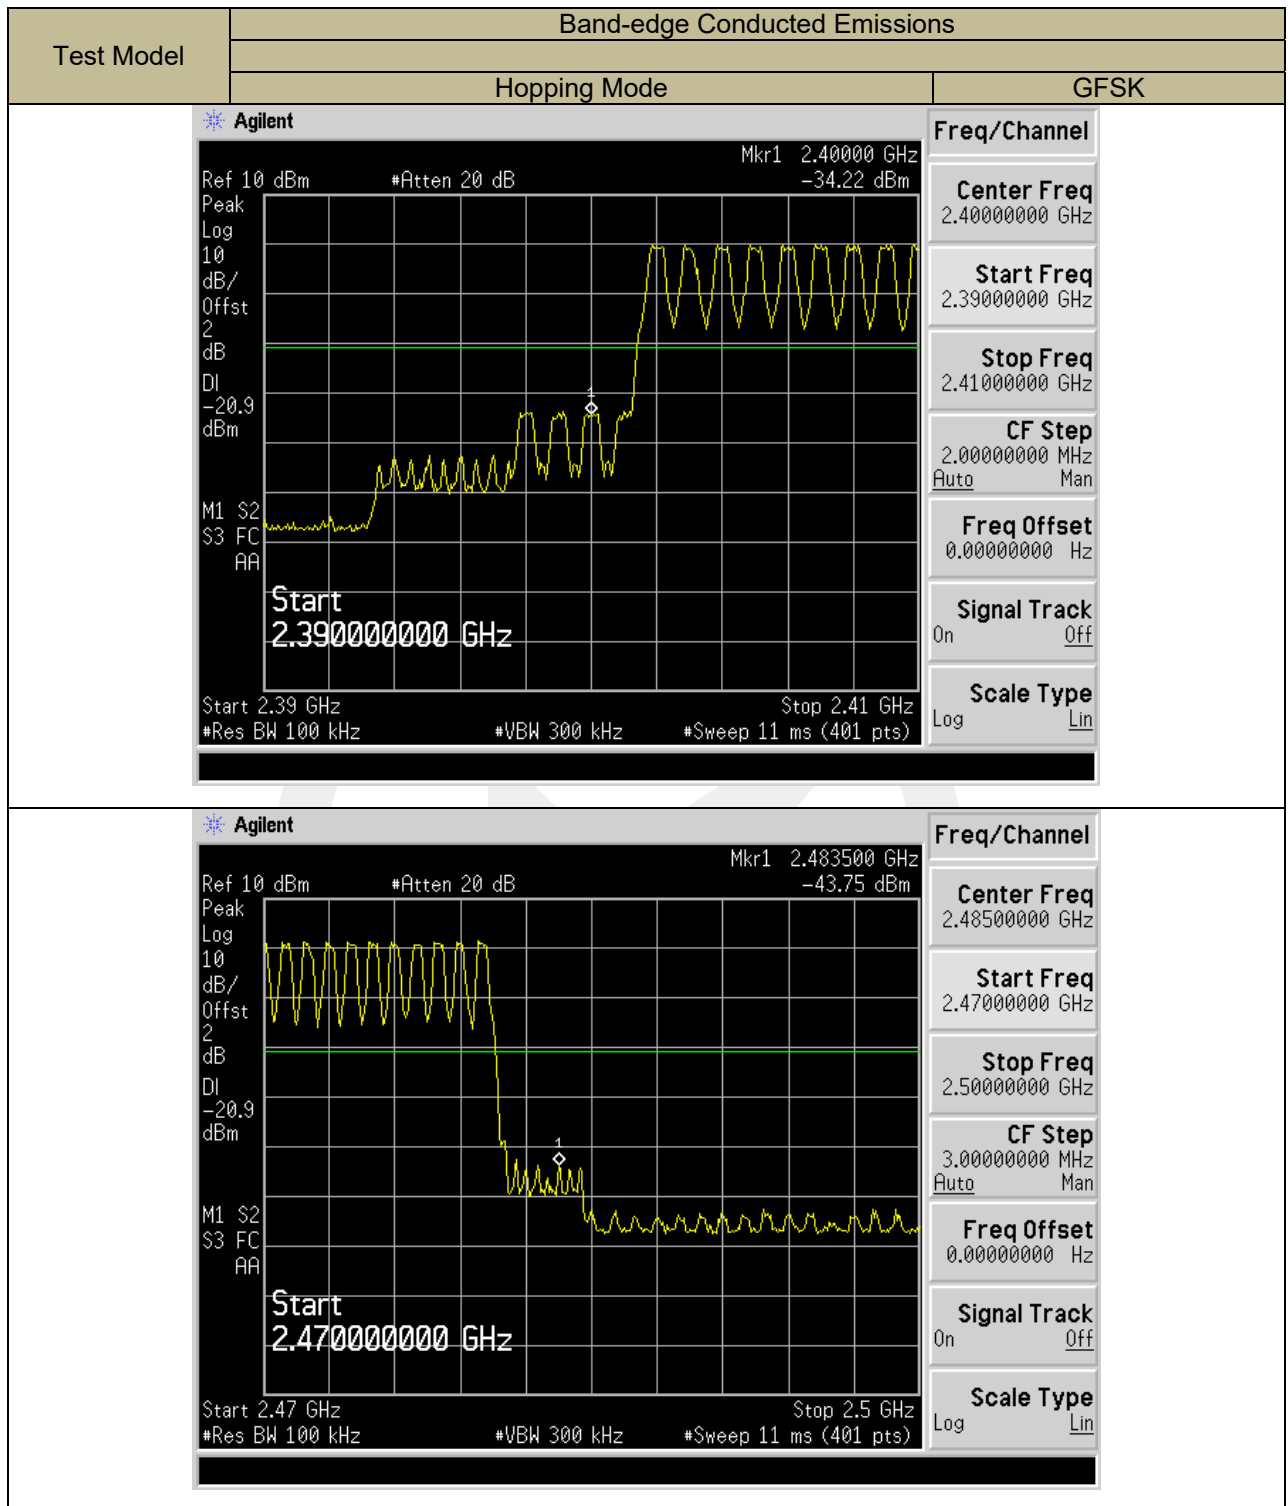 Test Model
Band-edge Conducted Emissions
Hopping Mode
GFSK
Agilent
Freq/Channel
Mkr1 2.40000 GHz
Ref 10 dBm #Atten 20 dB -34.22 dBm
Peak
Log
10
dB/
Offst
2
dB
DI
-20.9
dBm
1
M1 S2
S3 FC
AA
Start
2.390000000 GHz
Start 2.39 GHz Stop 2.41 GHz
#Res BW 100 kHz #VBW 300 kHz #Sweep 11 ms (401 pts)
Center Freq
2.40000000 GHz
Start Freq
2.39000000 GHz
Stop Freq
2.41000000 GHz
CF Step
2.00000000 MHz
Auto Man
Freq Offset
0.00000000 Hz
Signal Track
On Off
Scale Type
Log Lin
Agilent
Freq/Channel
Mkr1 2.483500 GHz
Ref 10 dBm #Atten 20 dB -43.75 dBm
Peak
Log
10
dB/
Offst
2
dB
DI
-20.9
dBm
1
M1 S2
S3 FC
AA
Start
2.470000000 GHz
Start 2.47 GHz Stop 2.5 GHz
#Res BW 100 kHz #VBW 300 kHz #Sweep 11 ms (401 pts)
Center Freq
2.48500000 GHz
Start Freq
2.47000000 GHz
Stop Freq
2.50000000 GHz
CF Step
3.00000000 MHz
Auto Man
Freq Offset
0.00000000 Hz
Signal Track
On Off
Scale Type
Log Lin